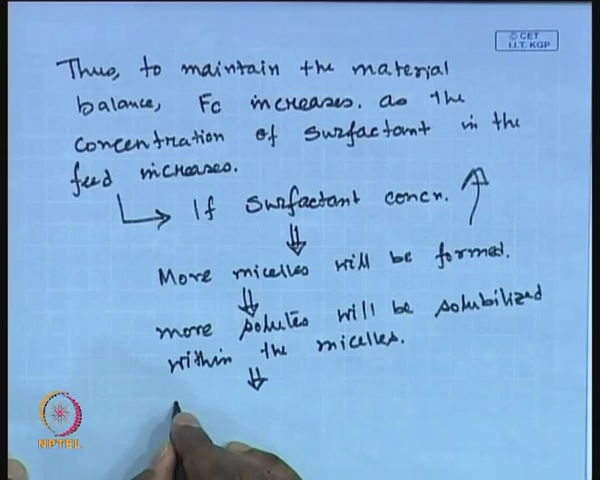 © CET
I.I.T. KGP
Thus, to maintain the material
balance, Fc increases. as the
concentration of surfactant in the
feed increases.
If surfactant concn. ↑
⇓
More micelles will be formed.
⇓
more solutes will be solubilized
within the micelles.
⇓
NPTEL